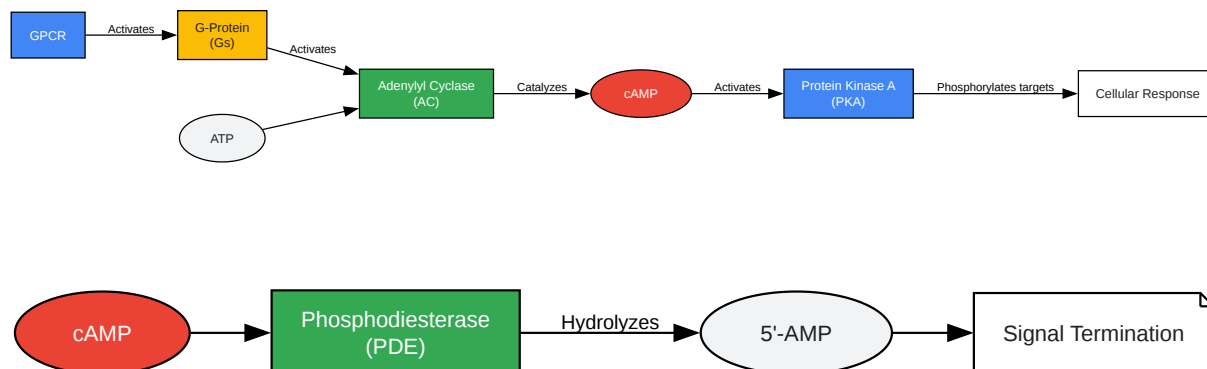 GPCR
Activates
G-Protein
(Gs)
Activates
ATP
Adenylyl Cyclase
(AC)
Catalyzes
cAMP
Activates
Protein Kinase A
(PKA)
Phosphorylates targets
Cellular Response
cAMP
Phosphodiesterase
(PDE)
Hydrolyzes
5'-AMP
Signal Termination